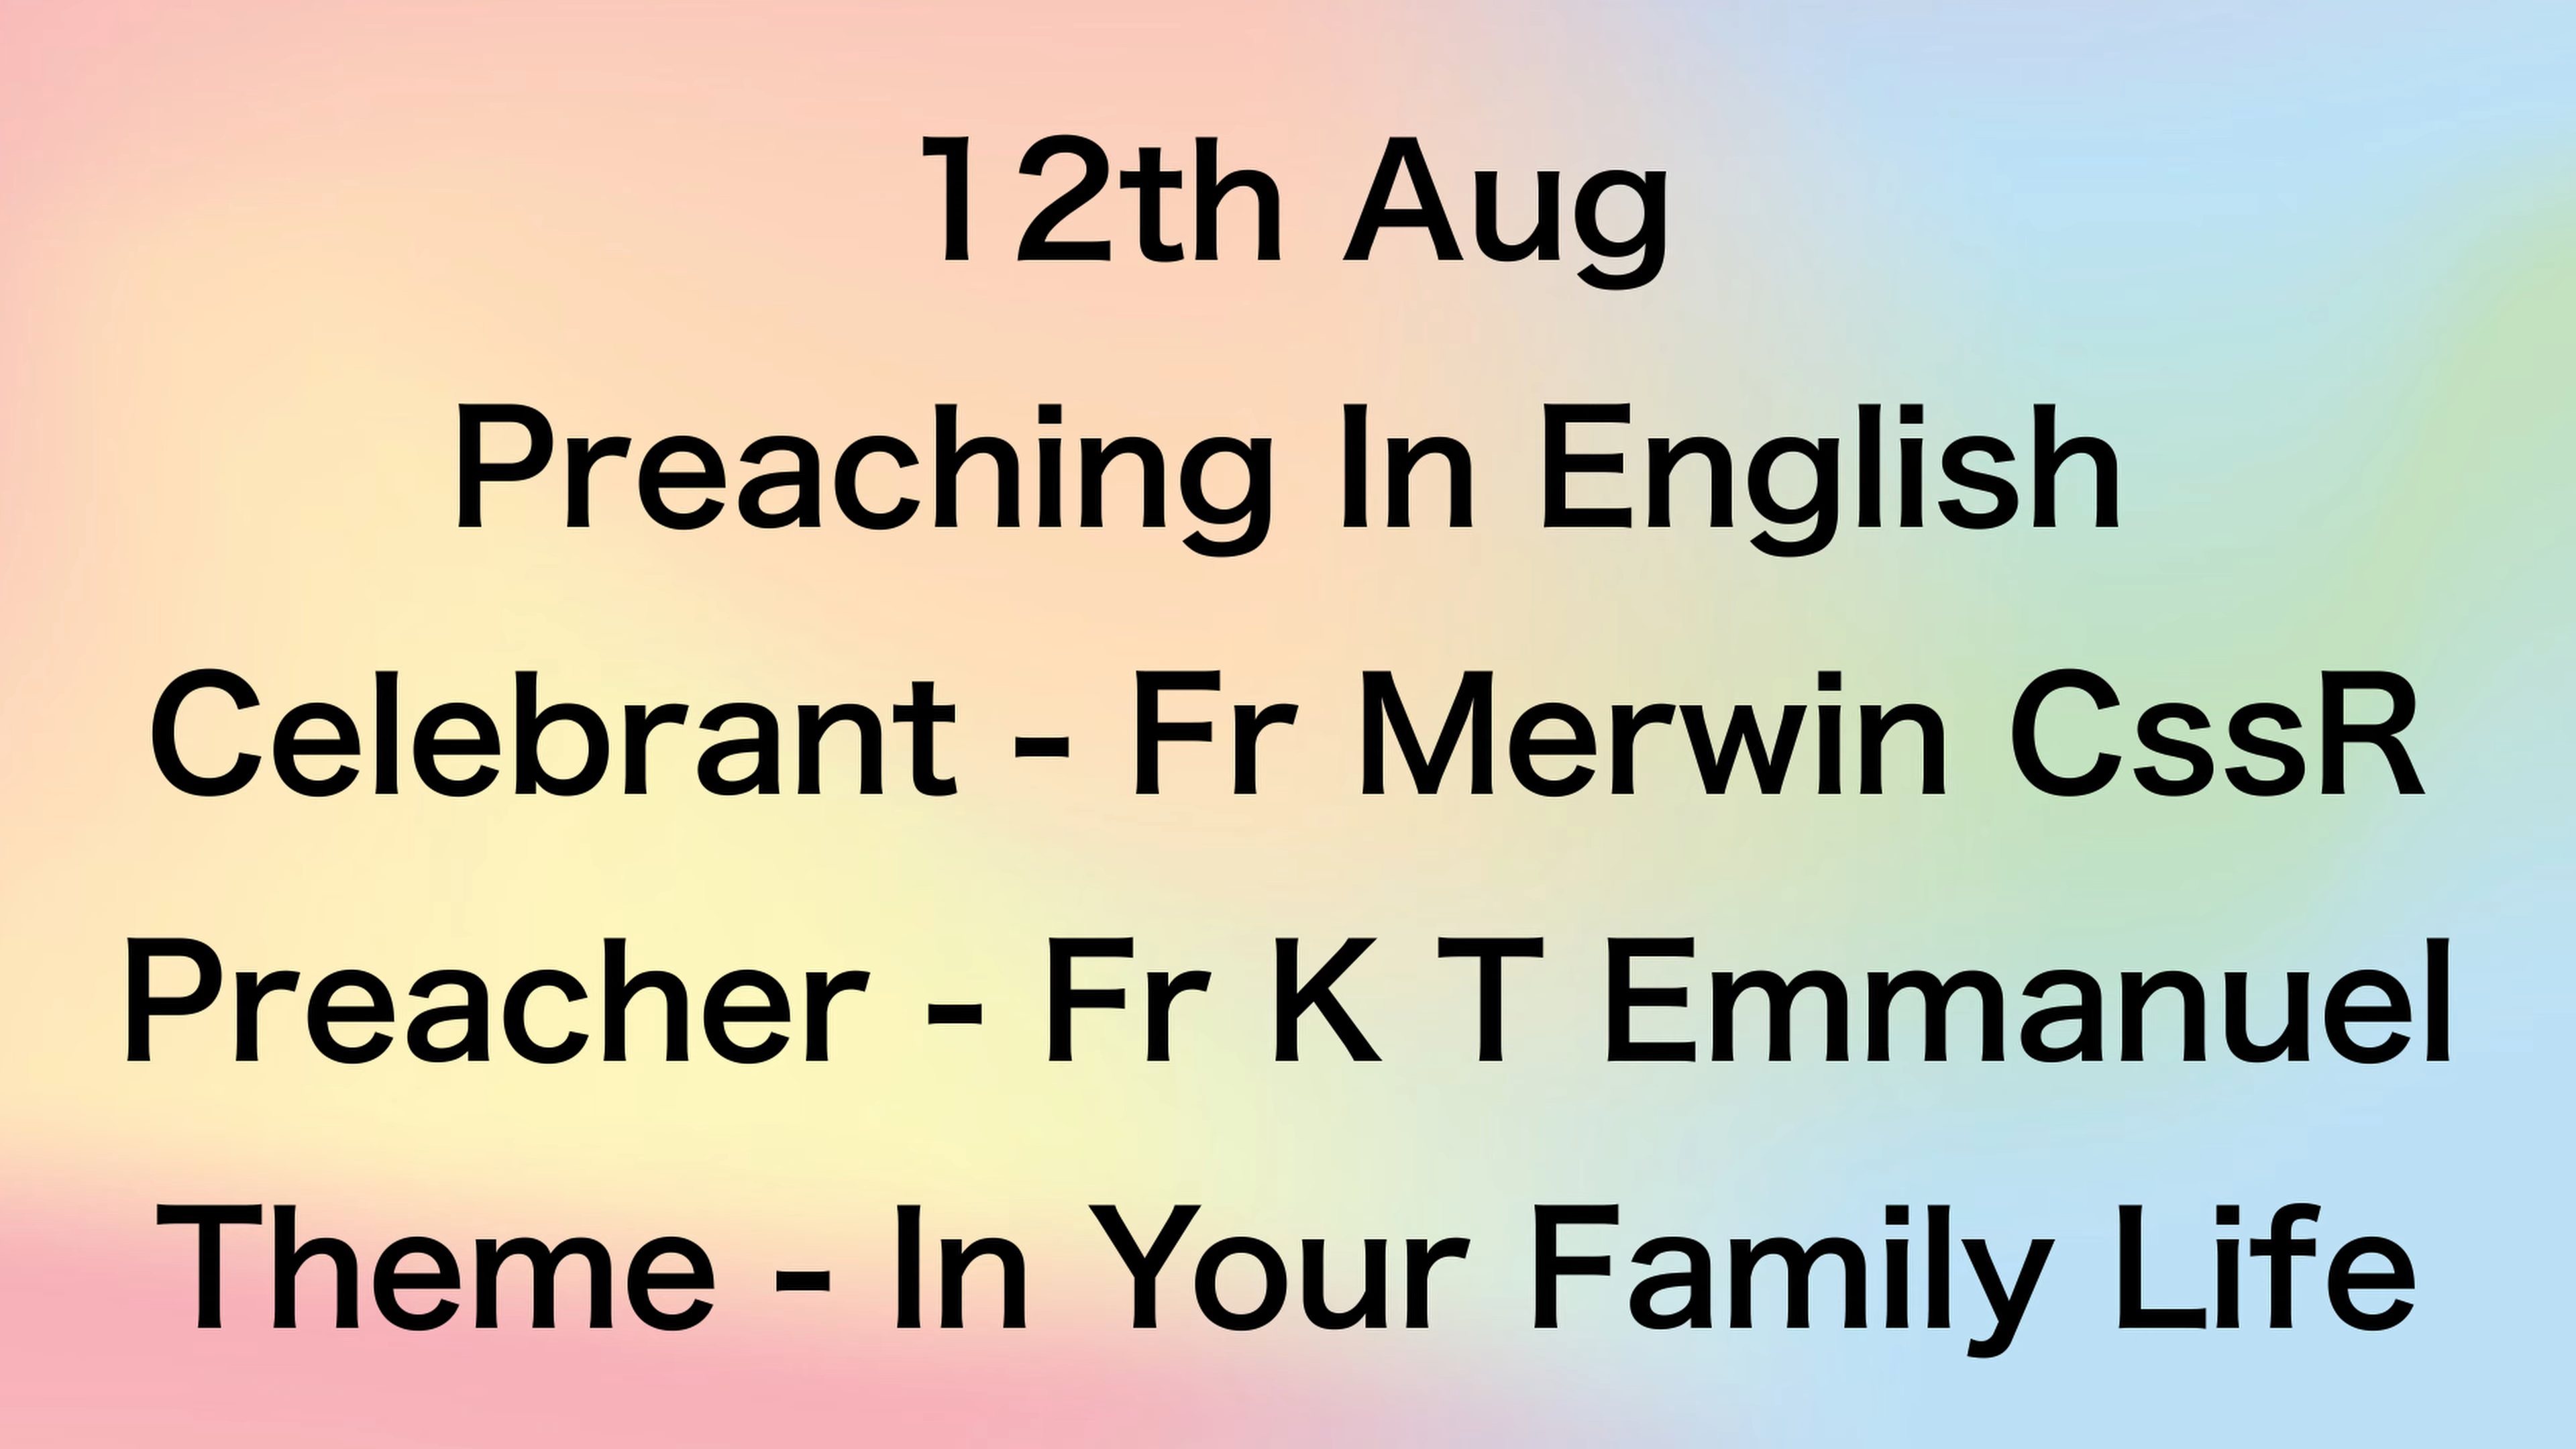 12th Aug
Preaching In English
Celebrant - Fr Merwin CssR
Preacher - Fr K T Emmanuel
Theme - In Your Family Life